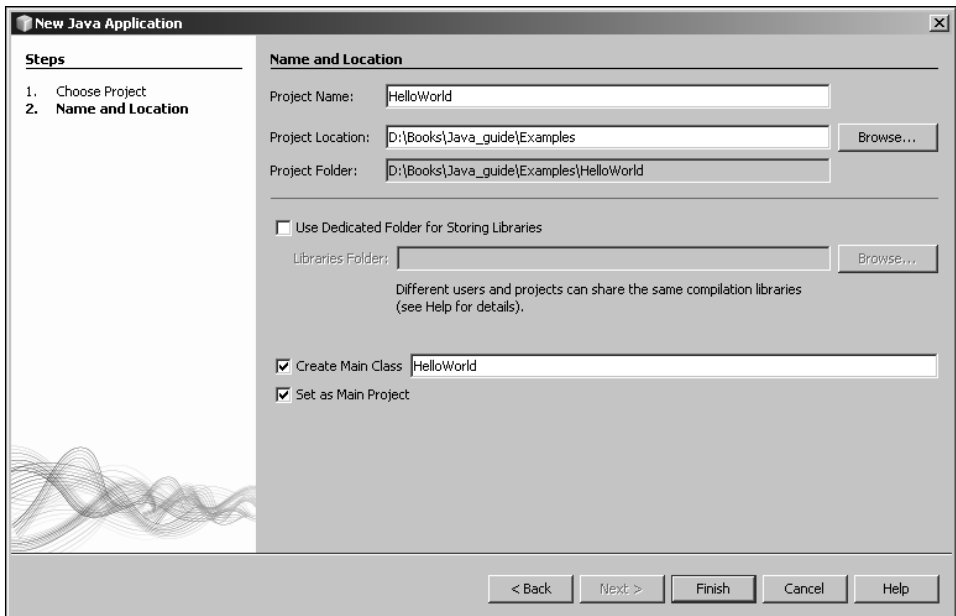 New Java Application
Steps
1. Choose Project
2. Name and Location
Name and Location
Project Name: HelloWorld
Project Location: D:\Books\Java_guide\Examples Browse...
Project Folder: D:\Books\Java_guide\Examples\HelloWorld
Use Dedicated Folder for Storing Libraries
Libraries Folder: Browse...
Different users and projects can share the same compilation libraries
(see Help for details).
Create Main Class HelloWorld
Set as Main Project
< Back Next > Finish Cancel Help